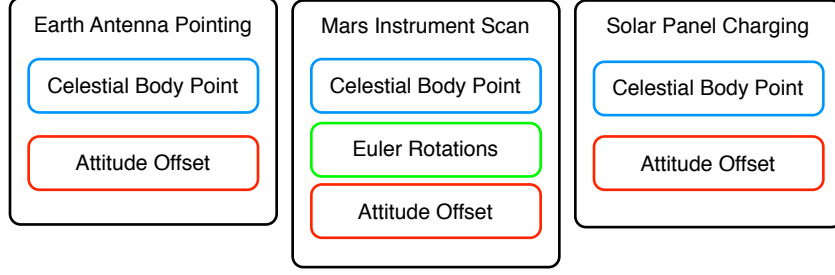 Earth Antenna Pointing
Celestial Body Point
Attitude Offset
Mars Instrument Scan
Celestial Body Point
Euler Rotations
Attitude Offset
Solar Panel Charging
Celestial Body Point
Attitude Offset